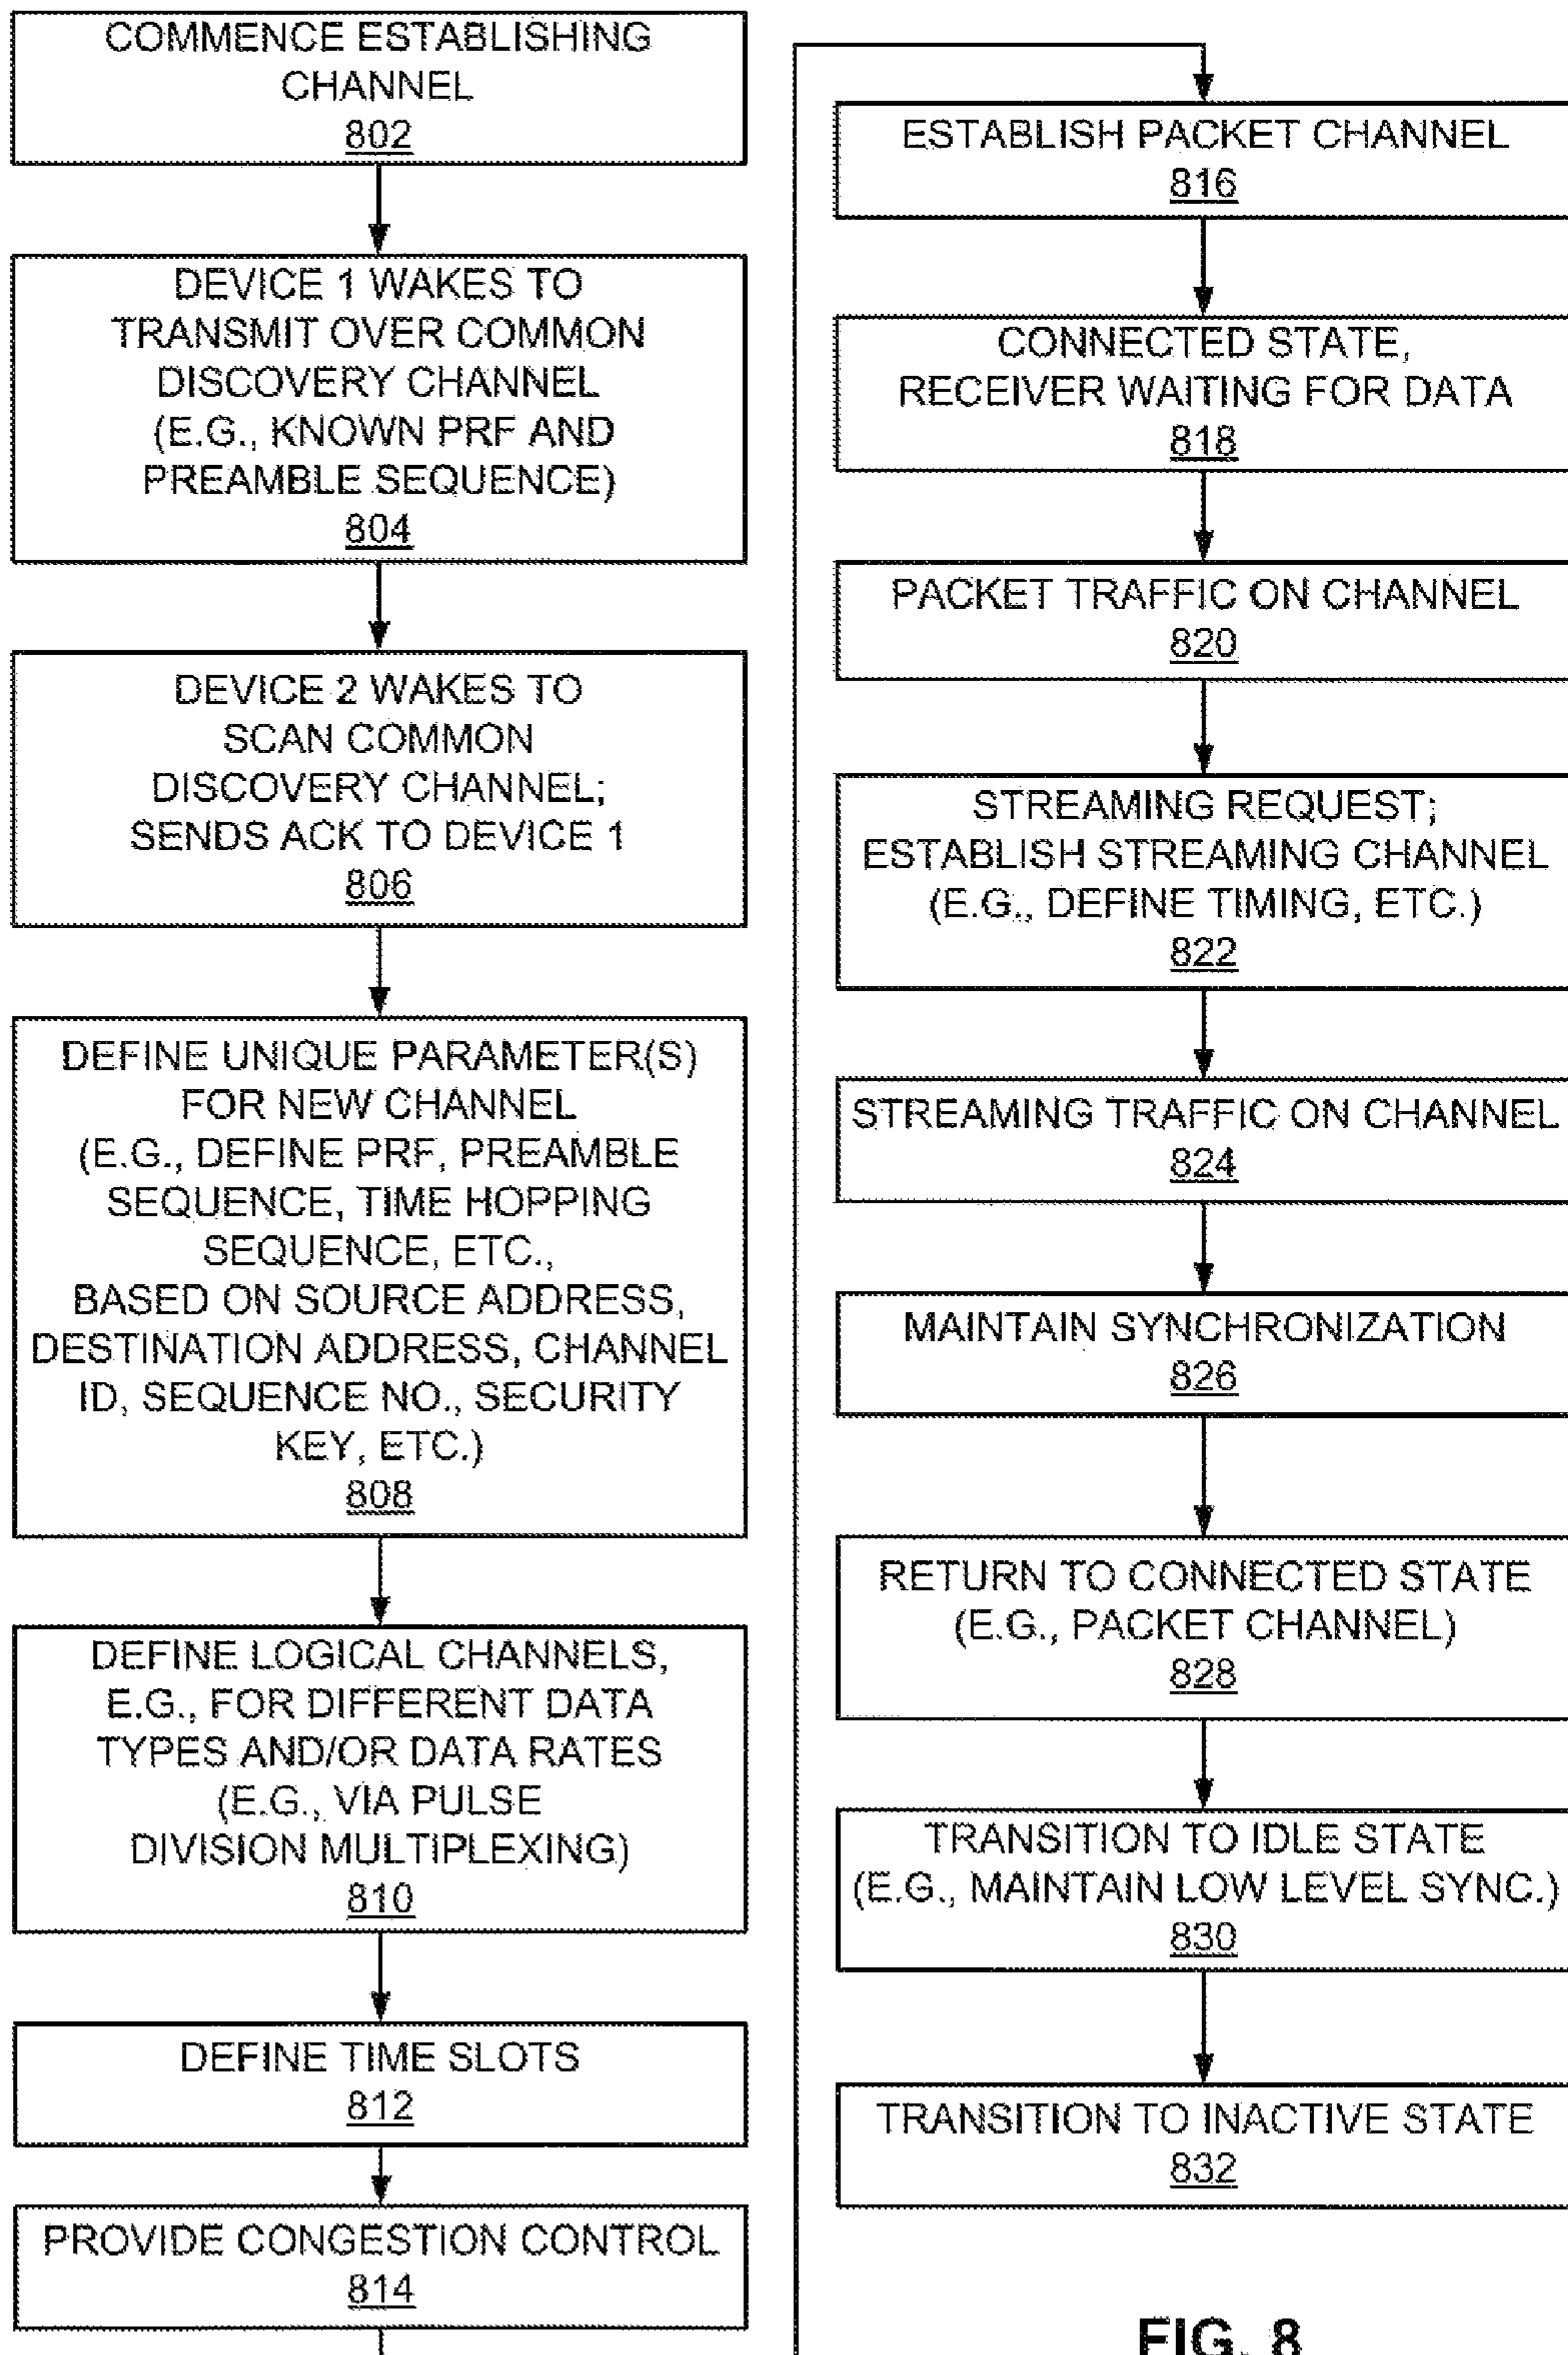 COMMENCE ESTABLISHING
CHANNEL
802
DEVICE 1 WAKES TO
TRANSMIT OVER COMMON
DISCOVERY CHANNEL
(E.G., KNOWN PRF AND
PREAMBLE SEQUENCE)
804
DEVICE 2 WAKES TO
SCAN COMMON
DISCOVERY CHANNEL;
SENDS ACK TO DEVICE 1
806
DEFINE UNIQUE PARAMETER(S)
FOR NEW CHANNEL
(E.G., DEFINE PRF, PREAMBLE
SEQUENCE, TIME HOPPING
SEQUENCE, ETC.,
BASED ON SOURCE ADDRESS,
DESTINATION ADDRESS, CHANNEL
ID, SEQUENCE NO., SECURITY
KEY, ETC.)
808
DEFINE LOGICAL CHANNELS,
E.G., FOR DIFFERENT DATA
TYPES AND/OR DATA RATES
(E.G., VIA PULSE
DIVISION MULTIPLEXING)
810
DEFINE TIME SLOTS
812
PROVIDE CONGESTION CONTROL
814
ESTABLISH PACKET CHANNEL
816
CONNECTED STATE,
RECEIVER WAITING FOR DATA
818
PACKET TRAFFIC ON CHANNEL
820
STREAMING REQUEST;
ESTABLISH STREAMING CHANNEL
(E.G., DEFINE TIMING, ETC.)
822
STREAMING TRAFFIC ON CHANNEL
824
MAINTAIN SYNCHRONIZATION
826
RETURN TO CONNECTED STATE
(E.G., PACKET CHANNEL)
828
TRANSITION TO IDLE STATE
(E.G., MAINTAIN LOW LEVEL SYNC.)
830
TRANSITION TO INACTIVE STATE
832
FIG. 8